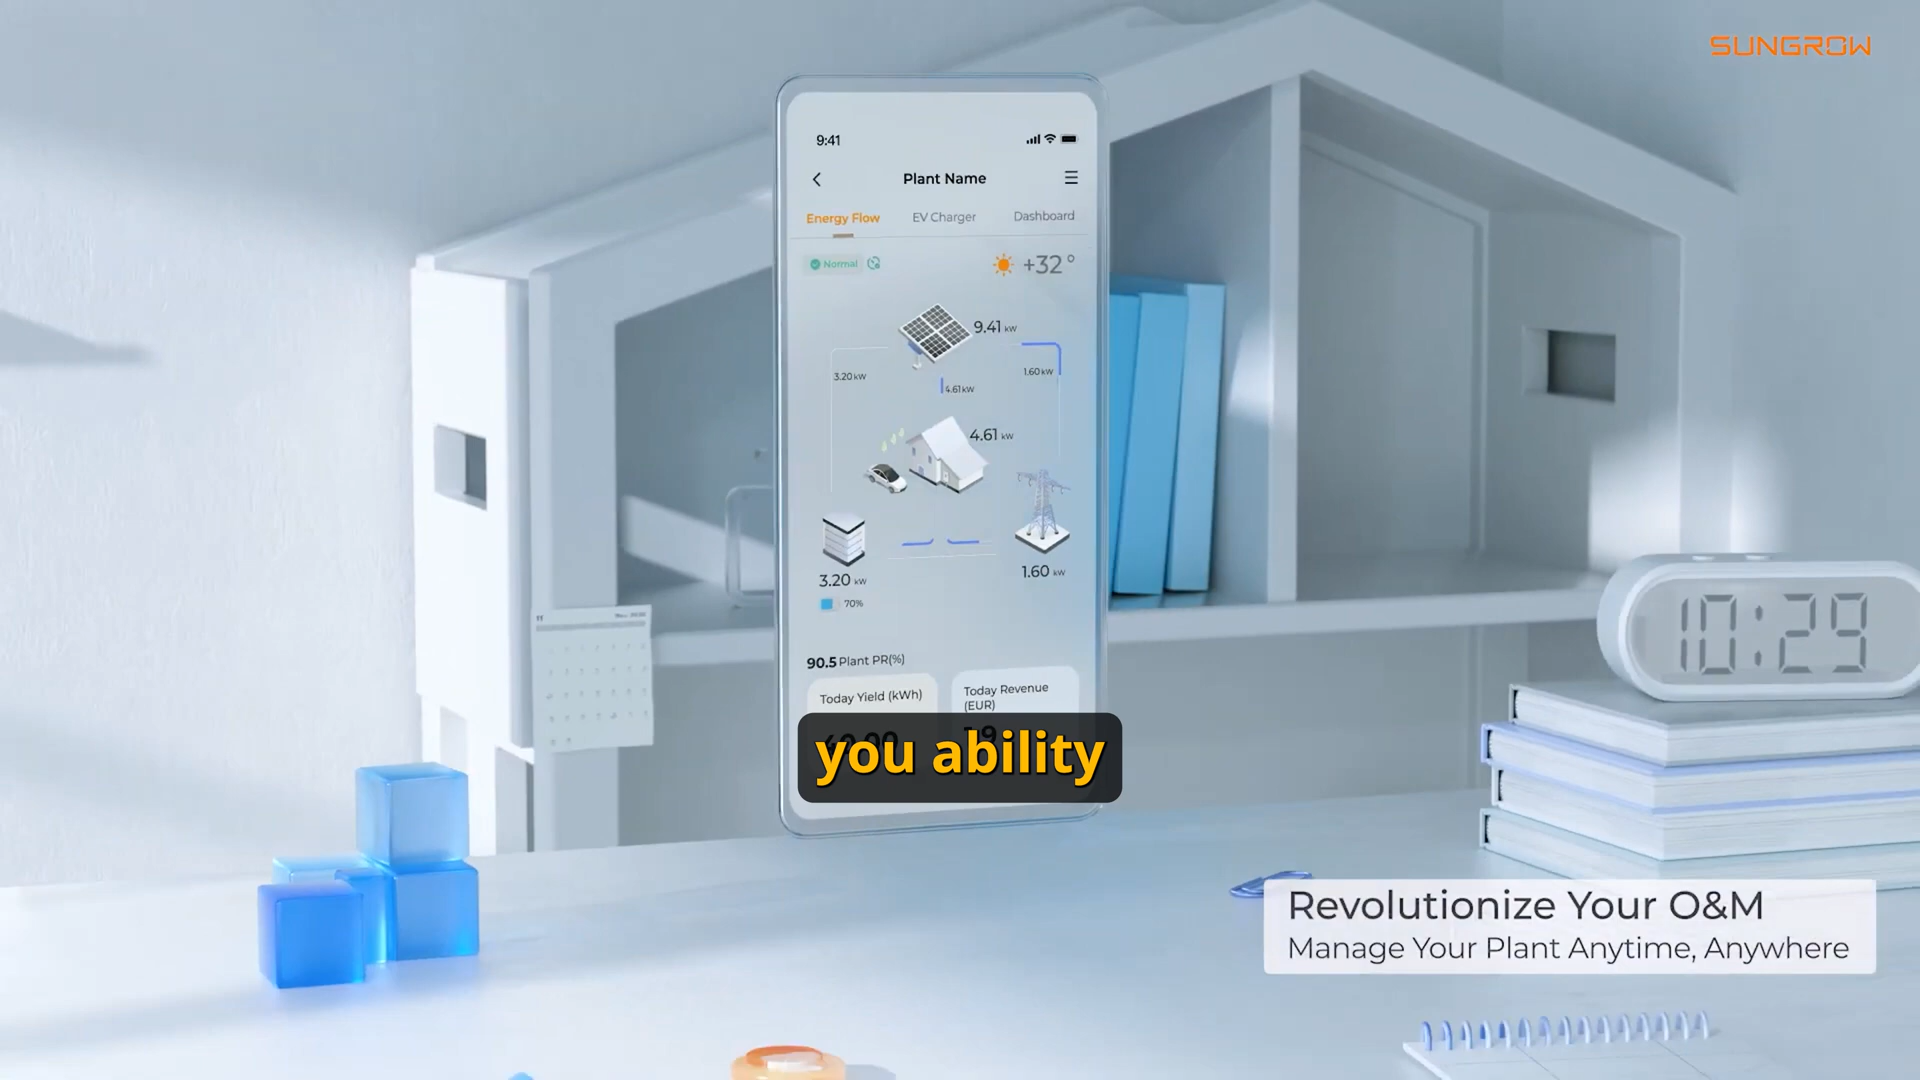 SUNGROW
9:41
Plant Name
Energy Flow
EV Charger
Dashboard
Normal
+32°
9.41 kW
3.20 kW
1.60 kW
4.61 kW
4.61 kW
3.20 kW
1.60 kW
70%
90.5 Plant PR(%)
Today Yield (kWh)
Today Revenue
(EUR)
you ability
10:29
Revolutionize Your O&M
Manage Your Plant Anytime, Anywhere